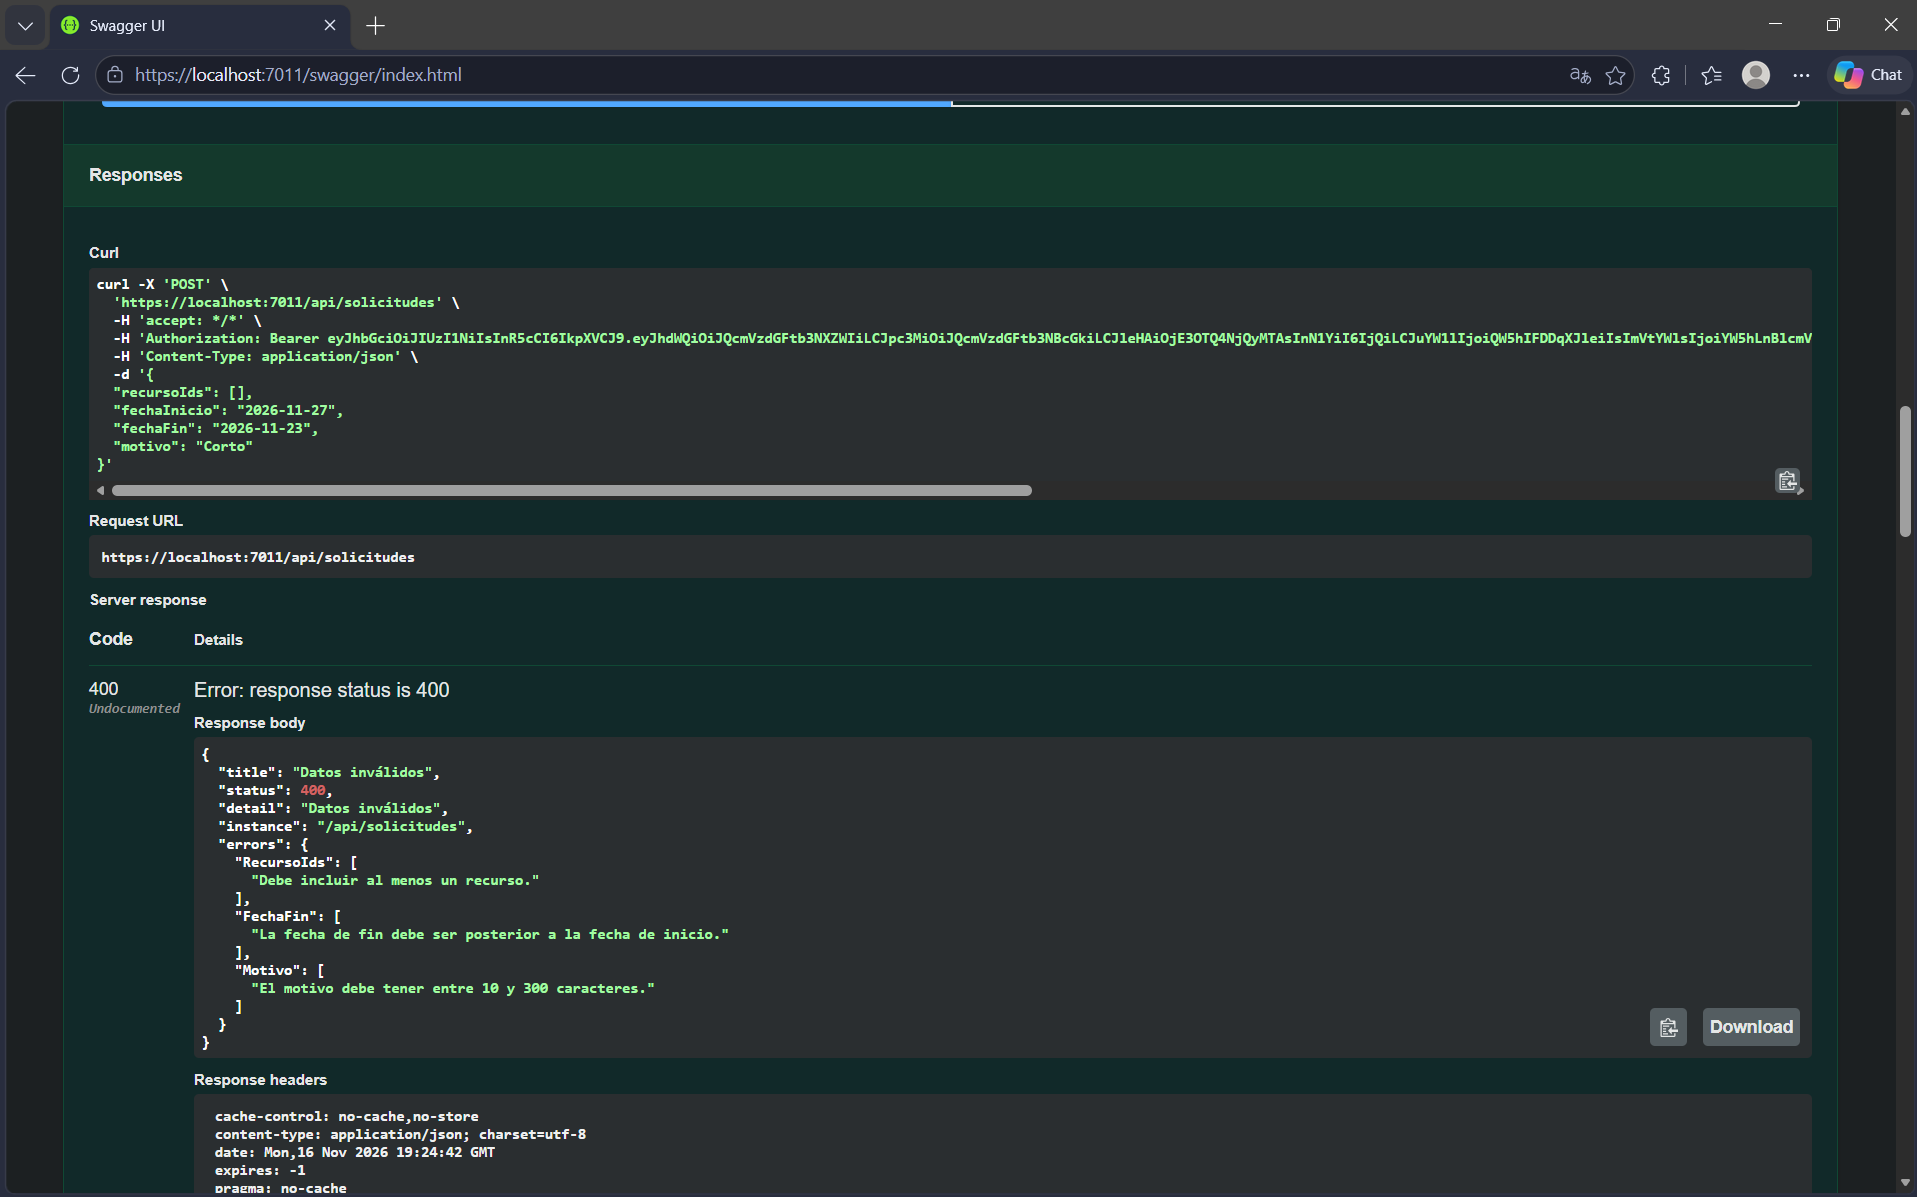 Swagger UI
https://localhost:7011/swagger/index.html
Chat
Responses
Curl
curl -X 'POST' \
'https://localhost:7011/api/solicitudes' \
-H 'accept: */*' \
-H 'Authorization: Bearer eyJhbGciOiJIUzI1NiIsInR5cCI6IkpXVCJ9.eyJhdWQiOiJQcmVzdGFtb3NXZWIiLCJpc3MiOiJQcmVzdGFtb3NBcGkiLCJleHAiOjE3OTQ4NjQyMTAsInN1YiI6IjQiLCJuYW1lIjoiQW5hIFDDqXJleiIsImVtYWlsIjoiYW5hLnBlcmV
-H 'Content-Type: application/json' \
-d '{
"recursoIds": [],
"fechaInicio": "2026-11-27",
"fechaFin": "2026-11-23",
"motivo": "Corto"
}'
Request URL
https://localhost:7011/api/solicitudes
Server response
Code Details
400 Error: response status is 400
Undocumented
Response body
{
"title": "Datos inválidos",
"status": 400,
"detail": "Datos inválidos",
"instance": "/api/solicitudes",
"errors": {
"RecursoIds": [
"Debe incluir al menos un recurso."
],
"FechaFin": [
"La fecha de fin debe ser posterior a la fecha de inicio."
],
"Motivo": [
"El motivo debe tener entre 10 y 300 caracteres."
]
}
}
Download
Response headers
cache-control: no-cache,no-store
content-type: application/json; charset=utf-8
date: Mon,16 Nov 2026 19:24:42 GMT
expires: -1
pragma: no-cache